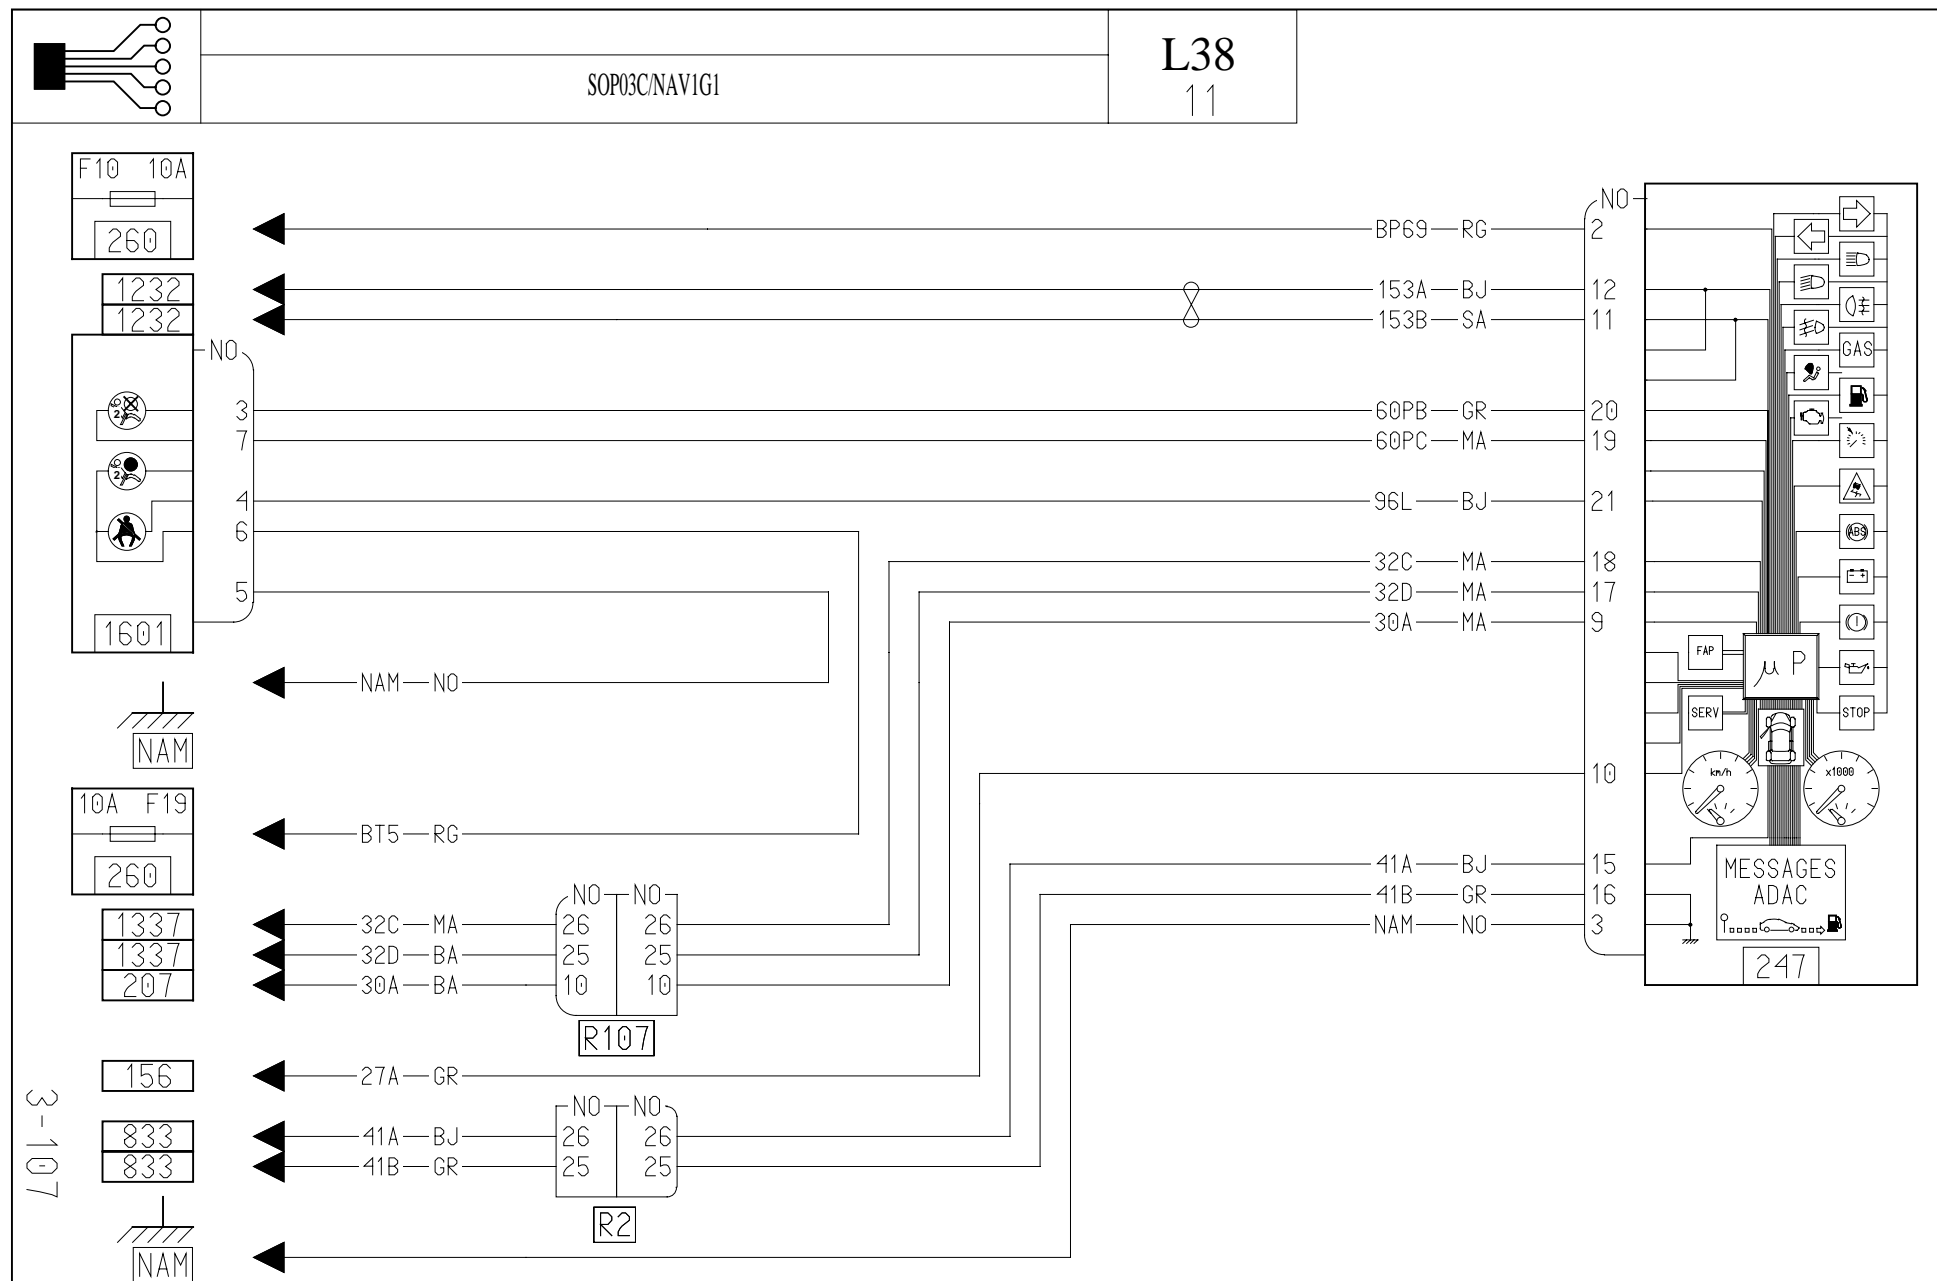 SOP03C/NAV1G1
L38
11
F10 10A
260
1232
1232
NO
3
7
4
6
5
1601
NAM
10A F19
260
1337
1337
207
156
833
833
NAM
3-107
NAM NO
BT5 RG
32C MA
32D BA
30A BA
NO NO
26 26
25 25
10 10
R107
27A GR
41A BJ
41B GR
NO NO
26 26
25 25
R2
BP69 RG 2
153A BJ 12
153B SA 11
60PB GR 20
60PC MA 19
96L BJ 21
32C MA 18
32D MA 17
30A MA 9
10
41A BJ 15
41B GR 16
NAM NO 3
NO
GAS
2
2
ABS
FAP
μP
SERV
STOP
km/h
x1000
MESSAGES
ADAC
247